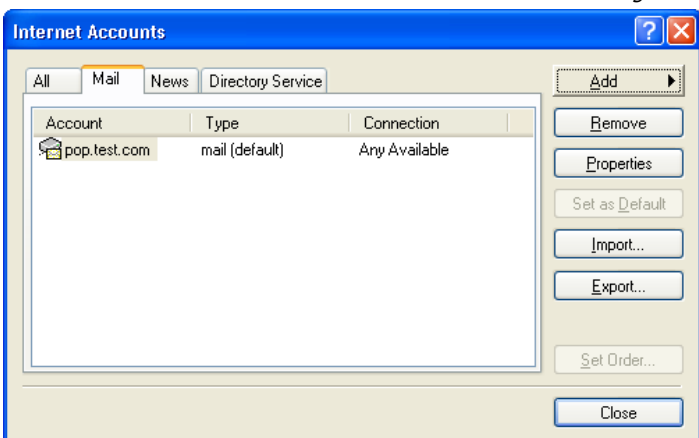 Internet Accounts
All Mail News Directory Service
Add
Account Type Connection
Remove
pop.test.com mail (default) Any Available
Properties
Set as Default
Import...
Export...
Set Order...
Close